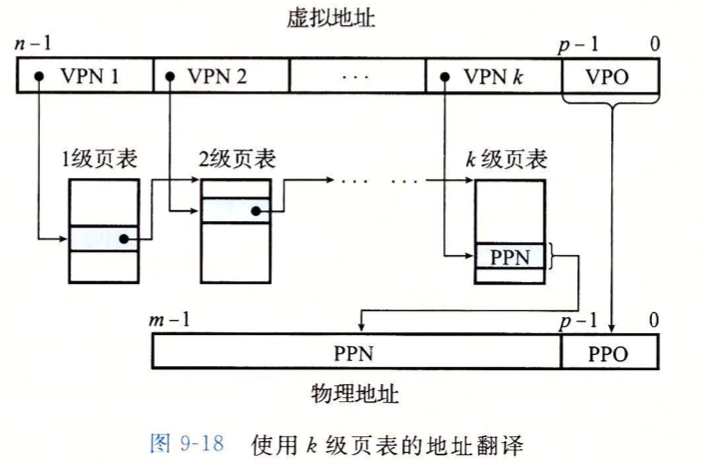 虚拟地址
n-1 p-1 0
VPN 1 VPN 2 ... VPN k VPO
1级页表 2级页表 k级页表
... ...
PPN
m-1 p-1 0
PPN PPO
物理地址
图 9-18 使用 k 级页表的地址翻译